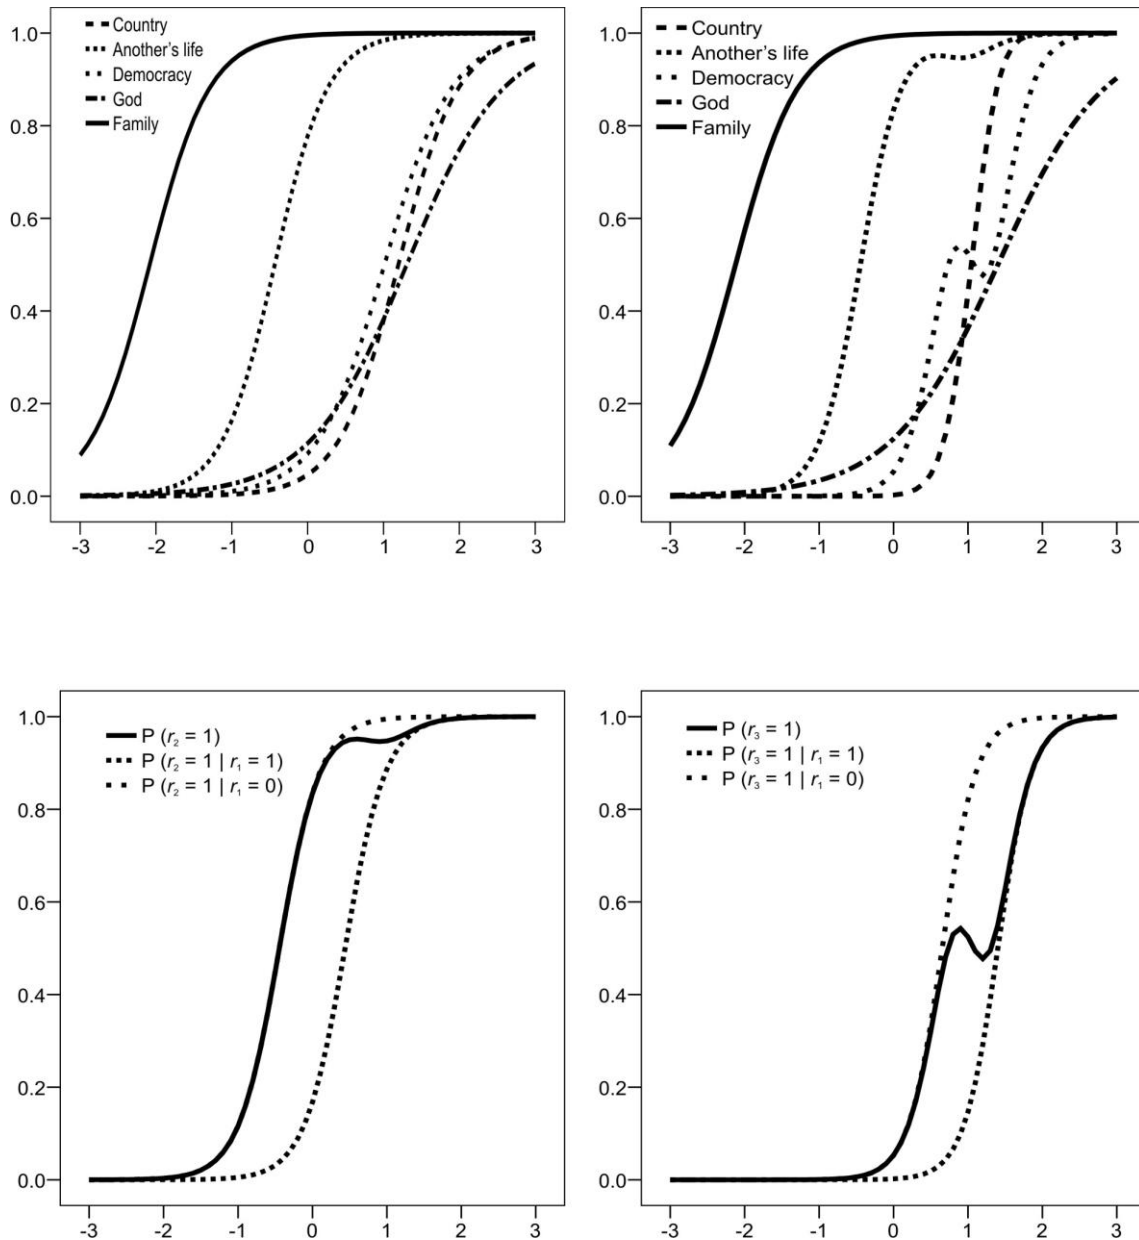 Country
Another's life
Democracy
God
Family
1.0
0.8
0.6
0.4
0.2
0.0
-3 -2 -1 0 1 2 3
Country
Another's life
Democracy
God
Family
1.0
0.8
0.6
0.4
0.2
0.0
-3 -2 -1 0 1 2 3
P (r₂ = 1)
P (r₂ = 1 | r₁ = 1)
P (r₂ = 1 | r₁ = 0)
1.0
0.8
0.6
0.4
0.2
0.0
-3 -2 -1 0 1 2 3
P (r₃ = 1)
P (r₃ = 1 | r₁ = 1)
P (r₃ = 1 | r₁ = 0)
1.0
0.8
0.6
0.4
0.2
0.0
-3 -2 -1 0 1 2 3